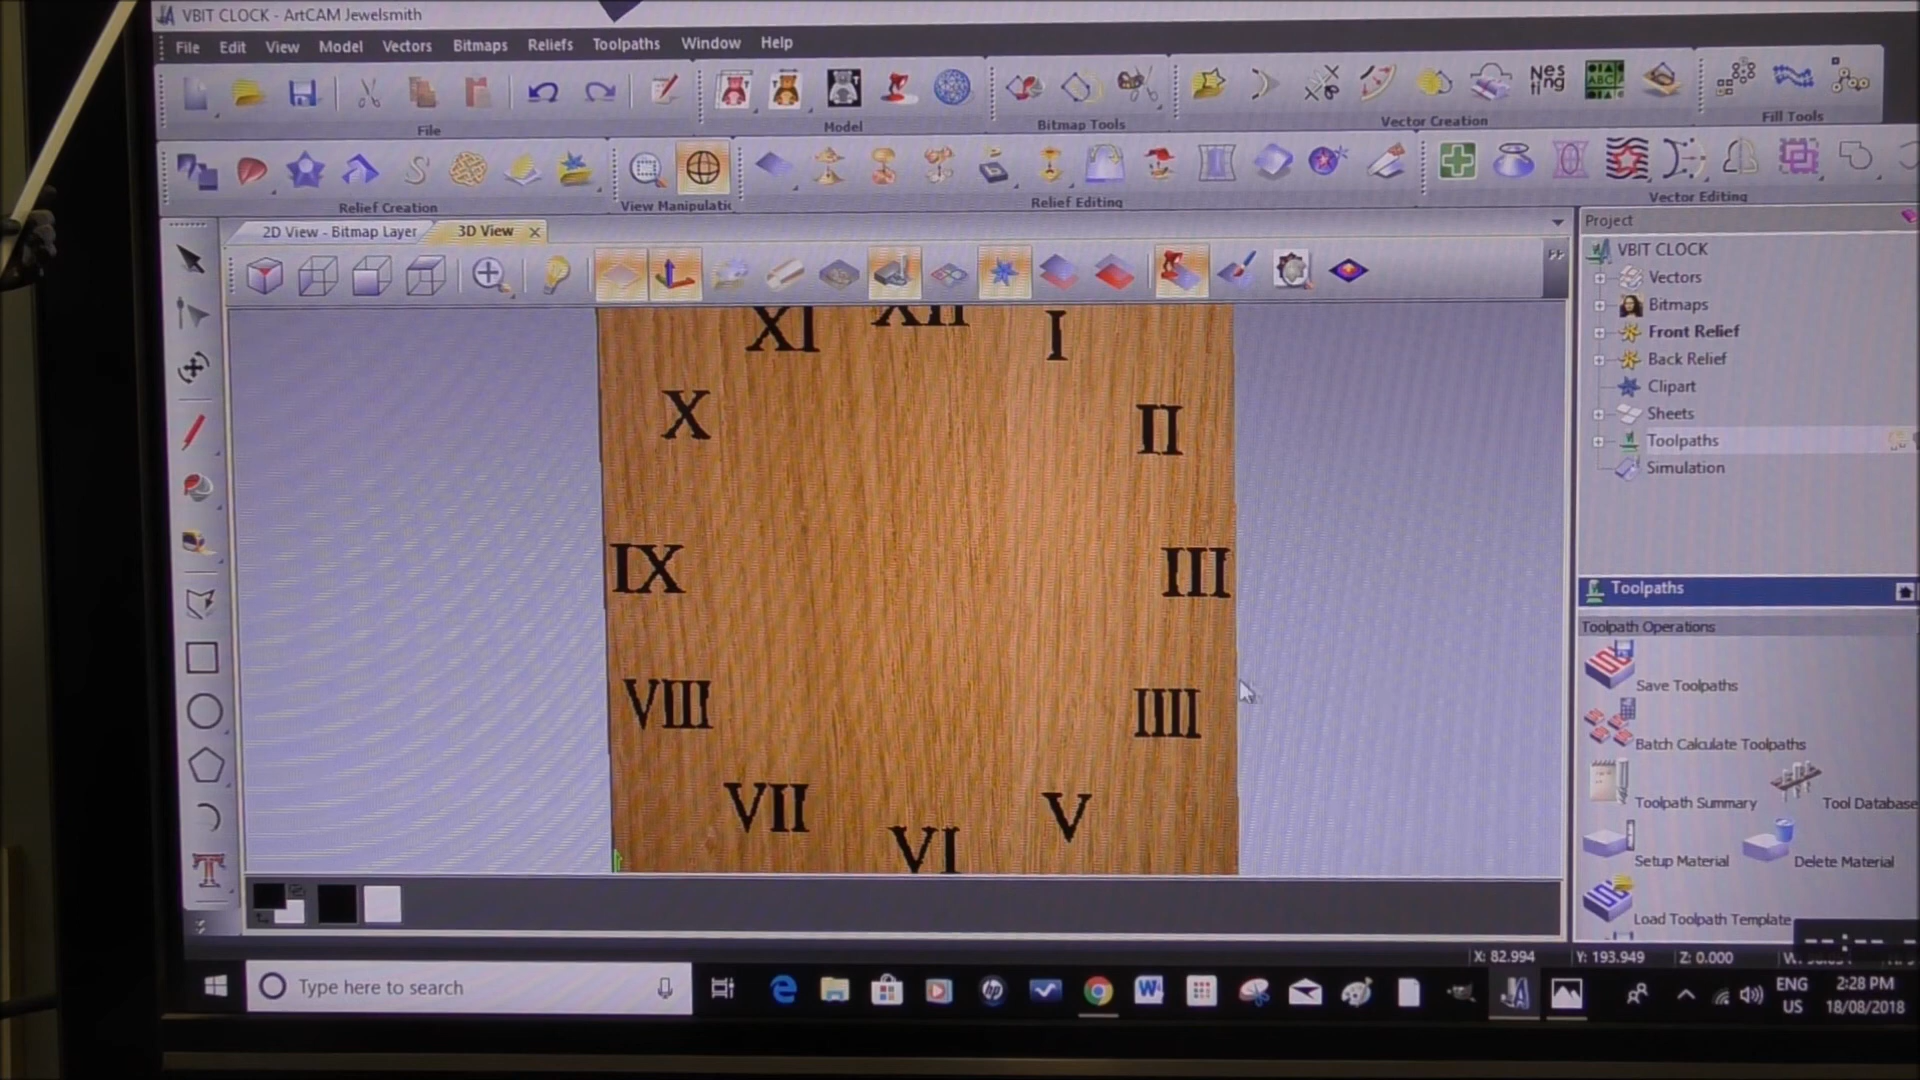 VBIT CLOCK - ArtCAM Jewelsmith
File Edit View Model Vectors Bitmaps Reliefs Toolpaths Window Help
Nes
ting
ABC
File Model Bitmap Tools Vector Creation Fill Tools
Relief Creation View Manipulatic Relief Editing Vector Editing
2D View - Bitmap Layer 3D View
Project
VBIT CLOCK
Vectors
Bitmaps
Front Relief
Back Relief
Clipart
Sheets
Toolpaths
Simulation
XI XII I
X II
IX III
VIII IIII
VII V
VI
Toolpaths
Toolpath Operations
Save Toolpaths
Batch Calculate Toolpaths
Toolpath Summary Tool Database
Setup Material Delete Material
Load Toolpath Template
X: 82.994 Y: 193.949 Z: 0.000
Type here to search
ENG
US
2:28 PM
18/08/2018